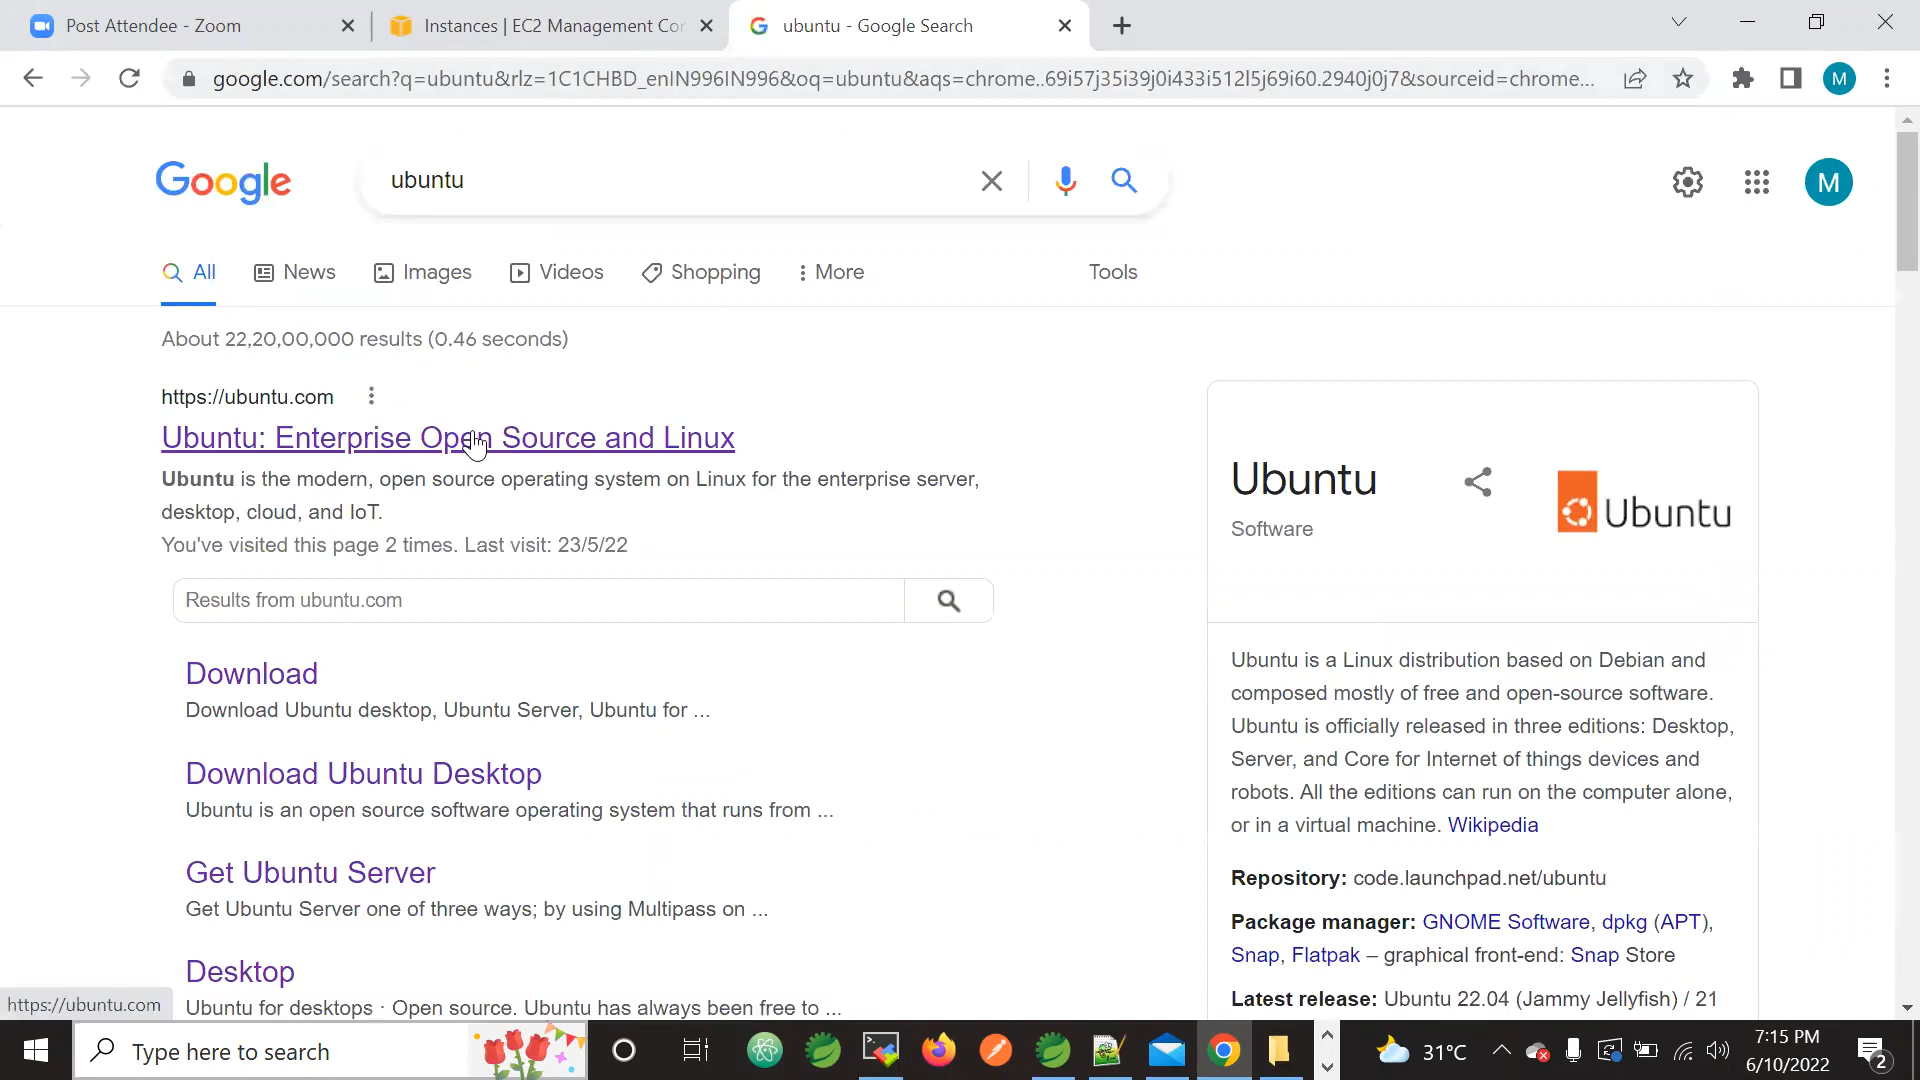 Post Attendee - Zoom
Instances | EC2 Management Cor
ubuntu - Google Search
google.com/search?q=ubuntu&rlz=1C1CHBD_enIN996IN996&oq=ubuntu&aqs=chrome..69i57j35i39j0i433i512l5j69i60.2940j0j7&sourceid=chrome...
M
Google
ubuntu
M
All
News
Images
Videos
Shopping
More
Tools
About 22,20,00,000 results (0.46 seconds)
https://ubuntu.com
Ubuntu: Enterprise Open Source and Linux
Ubuntu is the modern, open source operating system on Linux for the enterprise server,
desktop, cloud, and IoT.
You've visited this page 2 times. Last visit: 23/5/22
Results from ubuntu.com
Download
Download Ubuntu desktop, Ubuntu Server, Ubuntu for ...
Download Ubuntu Desktop
Ubuntu is an open source software operating system that runs from ...
Get Ubuntu Server
Get Ubuntu Server one of three ways; by using Multipass on ...
Desktop
Ubuntu for desktops · Open source. Ubuntu has always been free to ...
Ubuntu
Software
Ubuntu
Ubuntu is a Linux distribution based on Debian and
composed mostly of free and open-source software.
Ubuntu is officially released in three editions: Desktop,
Server, and Core for Internet of things devices and
robots. All the editions can run on the computer alone,
or in a virtual machine. Wikipedia
Repository: code.launchpad.net/ubuntu
Package manager: GNOME Software, dpkg (APT),
Snap, Flatpak – graphical front-end: Snap Store
Latest release: Ubuntu 22.04 (Jammy Jellyfish) / 21
https://ubuntu.com
Type here to search
31°C
7:15 PM
6/10/2022
2